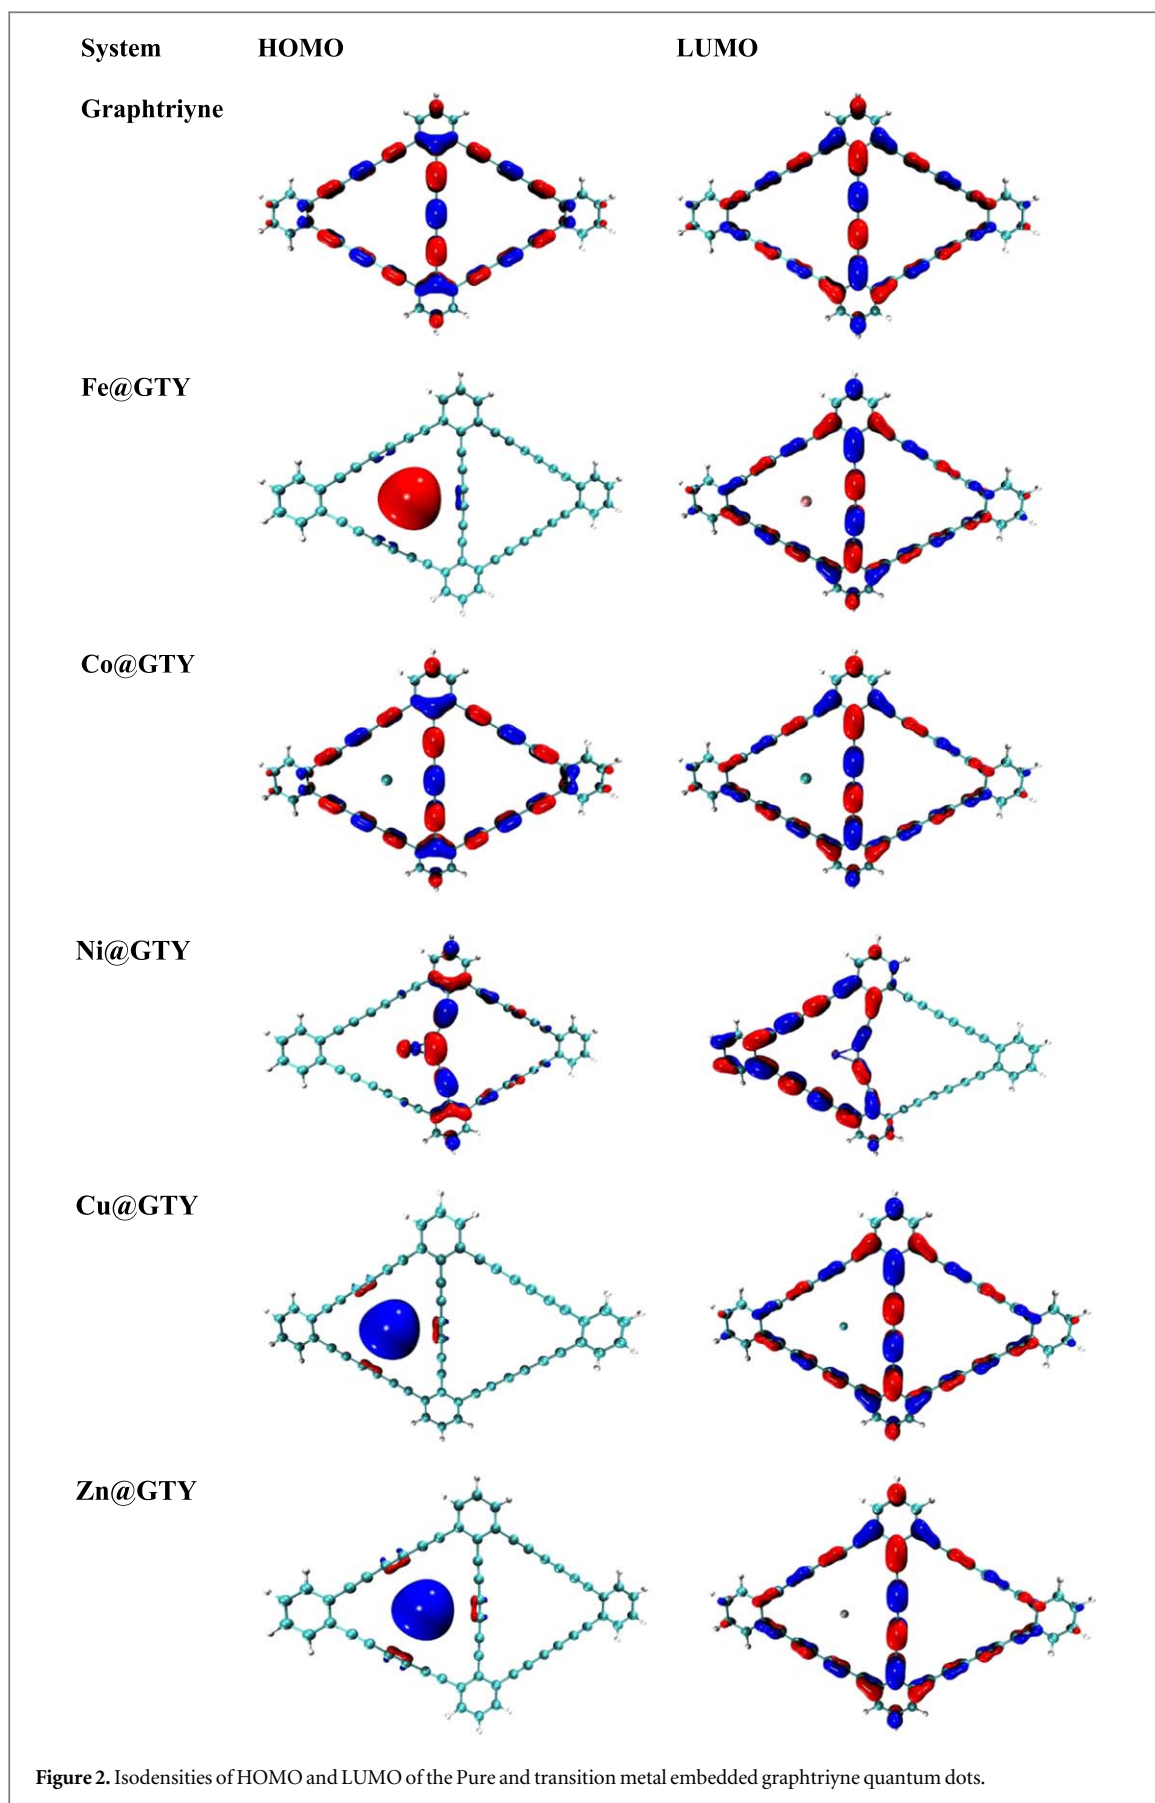 System HOMO LUMO
Graphtriyne
Fe@GTY
Co@GTY
Ni@GTY
Cu@GTY
Zn@GTY
Figure 2. Isodensities of HOMO and LUMO of the Pure and transition metal embedded graphtriyne quantum dots.